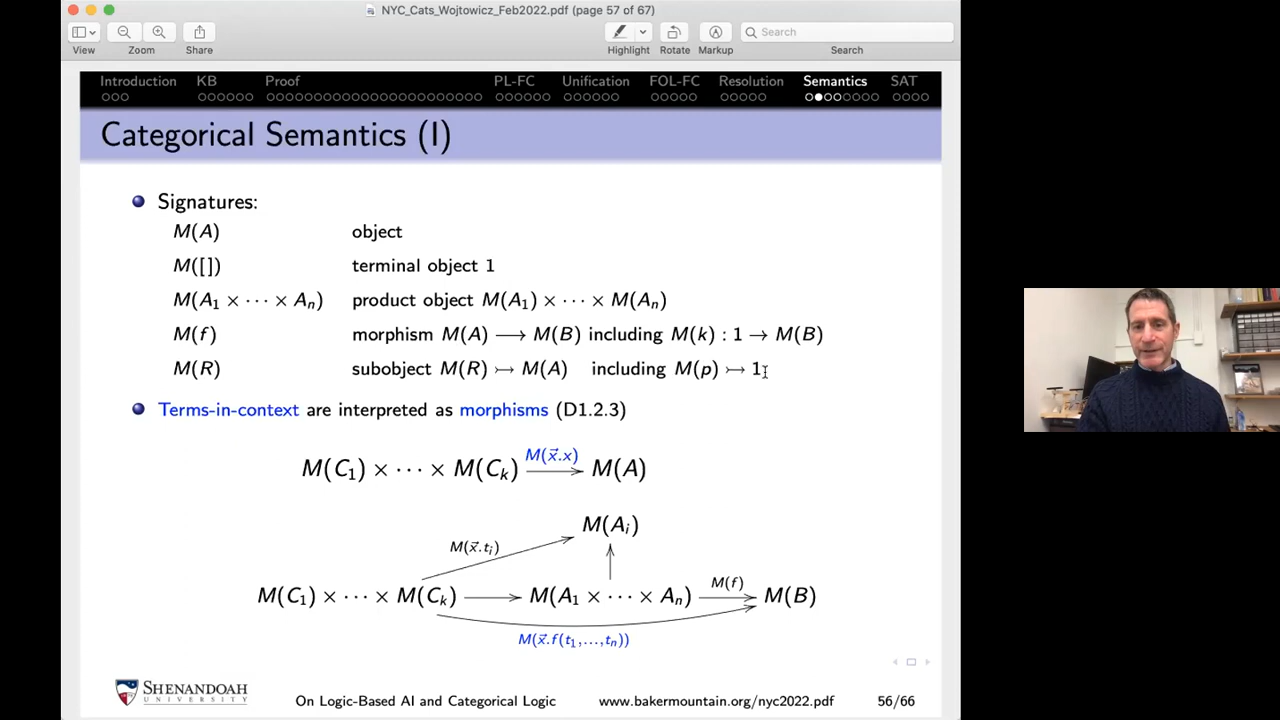 NYC_Cats_Wojtowicz_Feb2022.pdf (page 57 of 67)
View Zoom Share Highlight Rotate Markup Search
Search
Introduction KB Proof PL-FC Unification FOL-FC Resolution Semantics SAT
Categorical Semantics (I)
Signatures:
M(A) object
M([]) terminal object 1
M(A₁ × ⋯ × Aₙ) product object M(A₁) × ⋯ × M(Aₙ)
M(f) morphism M(A) ⟶ M(B) including M(k) : 1 → M(B)
M(R) subobject M(R) ↣ M(A) including M(p) ↣ 1
Terms-in-context are interpreted as morphisms (D1.2.3)
M(x⃗.x)
M(C₁) × ⋯ × M(Cₖ) ⟶ M(A)
M(Aᵢ)
M(x⃗.tᵢ)
M(f)
M(C₁) × ⋯ × M(Cₖ) ⟶ M(A₁ × ⋯ × Aₙ) ⟶ M(B)
M(x⃗.f(t₁,...,tₙ))
SHENANDOAH
UNIVERSITY
On Logic-Based AI and Categorical Logic www.bakermountain.org/nyc2022.pdf 56/66